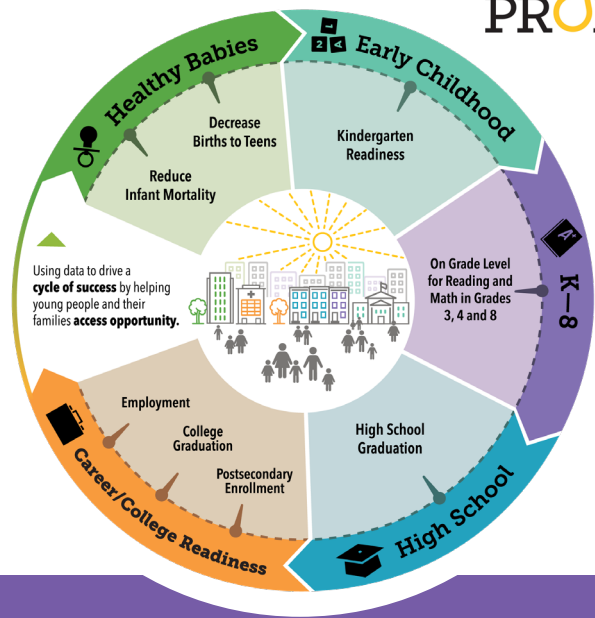 PRO
Healthy Babies
Decrease
Births to Teens
Reduce
Infant Mortality
1
2 A
Early Childhood
Kindergarten
Readiness
A+
K—8
On Grade Level
for Reading and
Math in Grades
3, 4 and 8
High School
Graduation
High School
Employment
College
Graduation
Postsecondary
Enrollment
Career/College Readiness
Using data to drive a
cycle of success by helping
young people and their
families access opportunity.